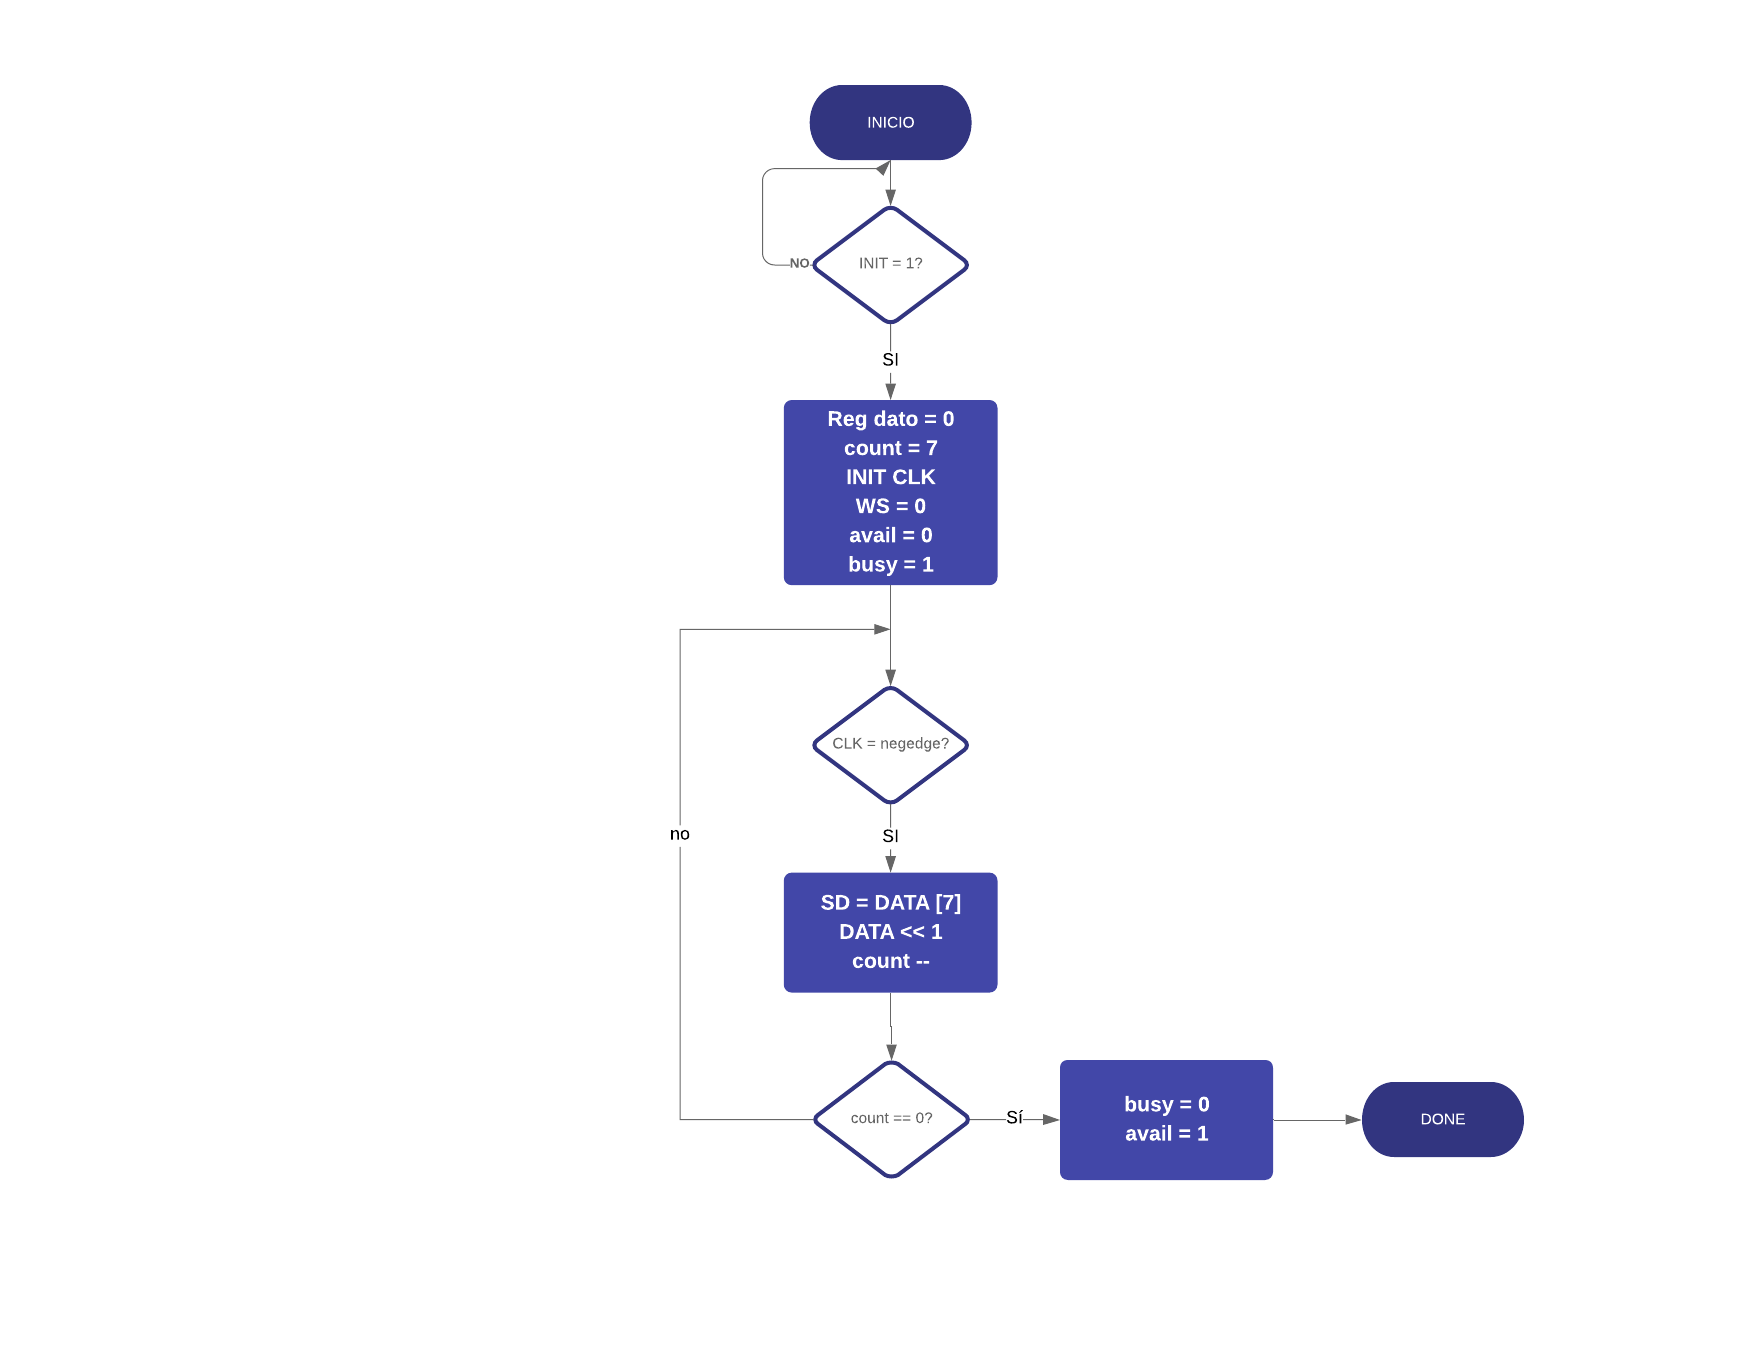 INICIO
INIT = 1?
NO
SI
Reg dato = 0
count = 7
INIT CLK
WS = 0
avail = 0
busy = 1
CLK = negedge?
no
SI
SD = DATA [7]
DATA << 1
count --
count == 0?
Sí
busy = 0
avail = 1
DONE